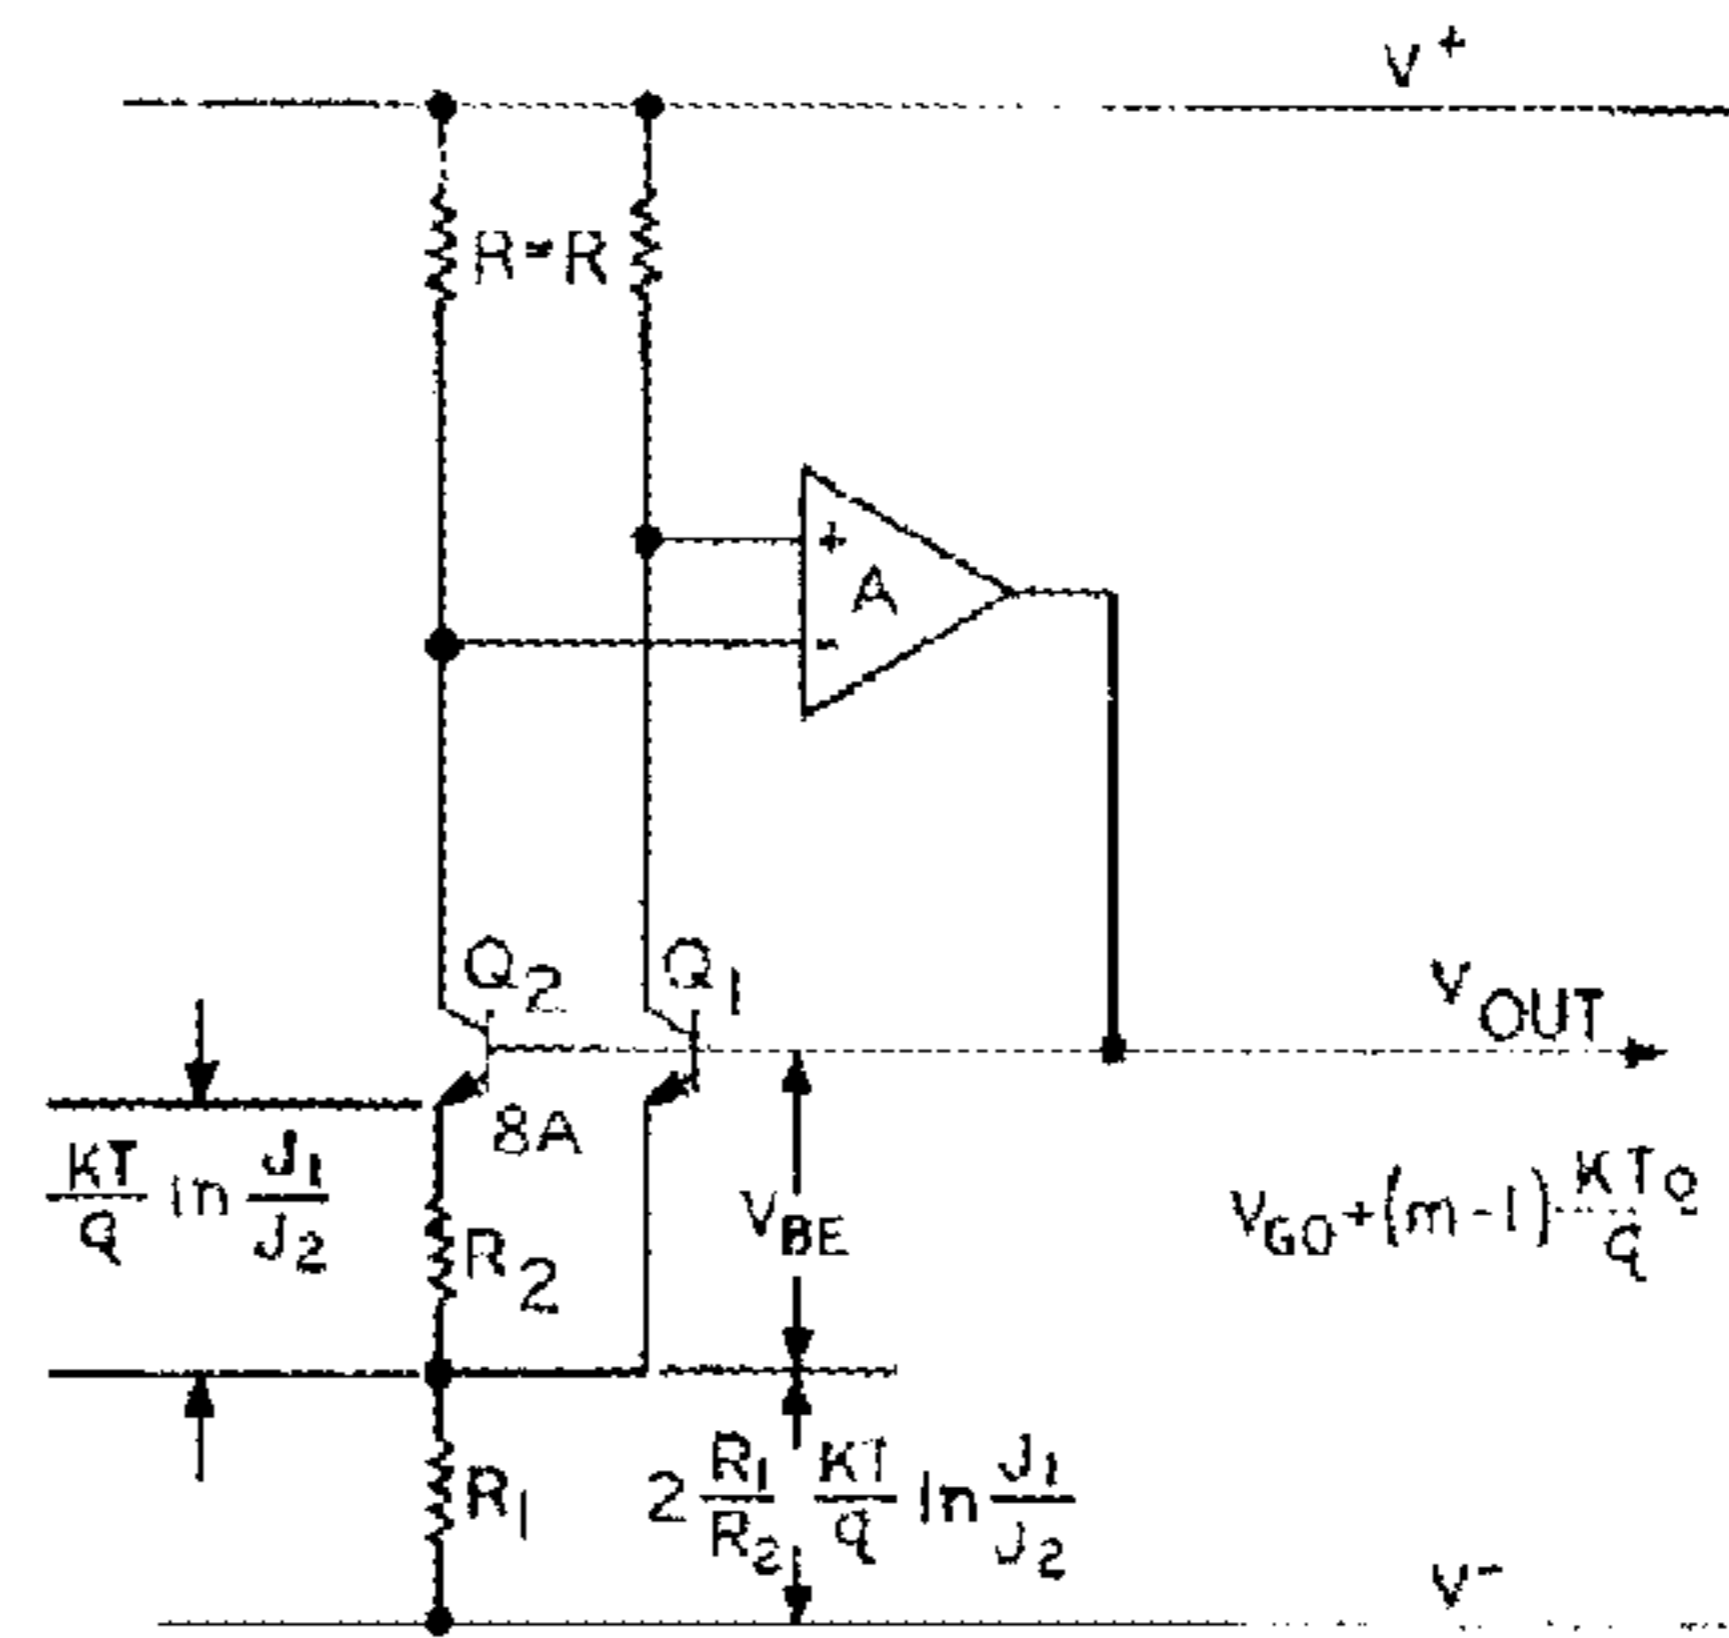 V+
R=R
+
A
-
Q2
Q1
VOUT
8A
KT/q ln J1/J2
R2
VBE
VGO+(m-1) KTo/q
R1
2 R1/R2 KT/q ln J1/J2
V-